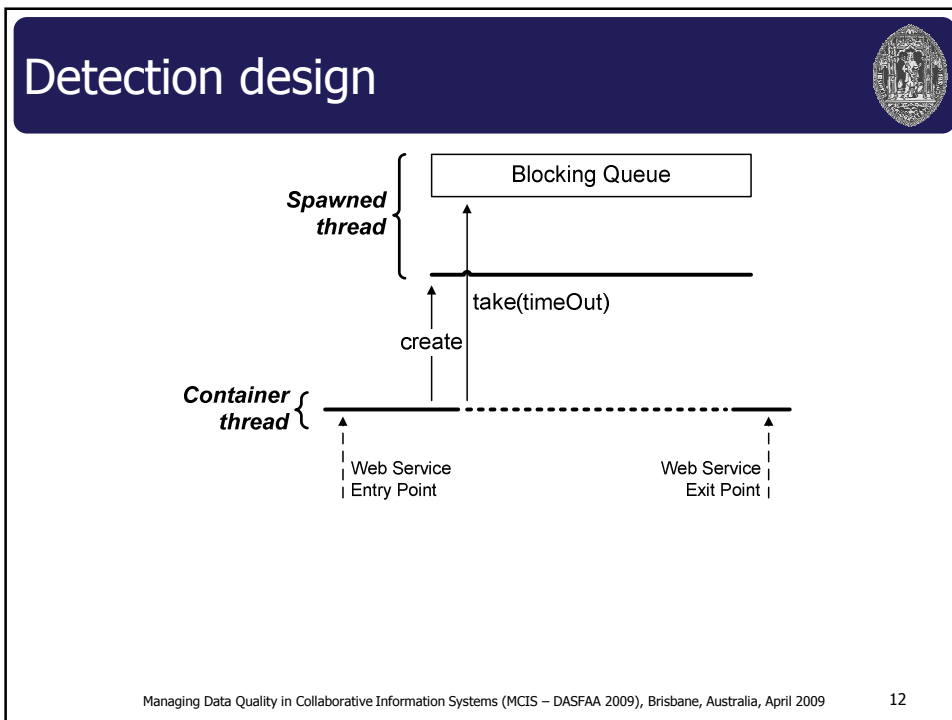 Detection design
Blocking Queue
Spawned
thread
take(timeOut)
create
Container
thread
Web Service
Entry Point
Web Service
Exit Point
Managing Data Quality in Collaborative Information Systems (MCIS – DASFAA 2009), Brisbane, Australia, April 2009
12